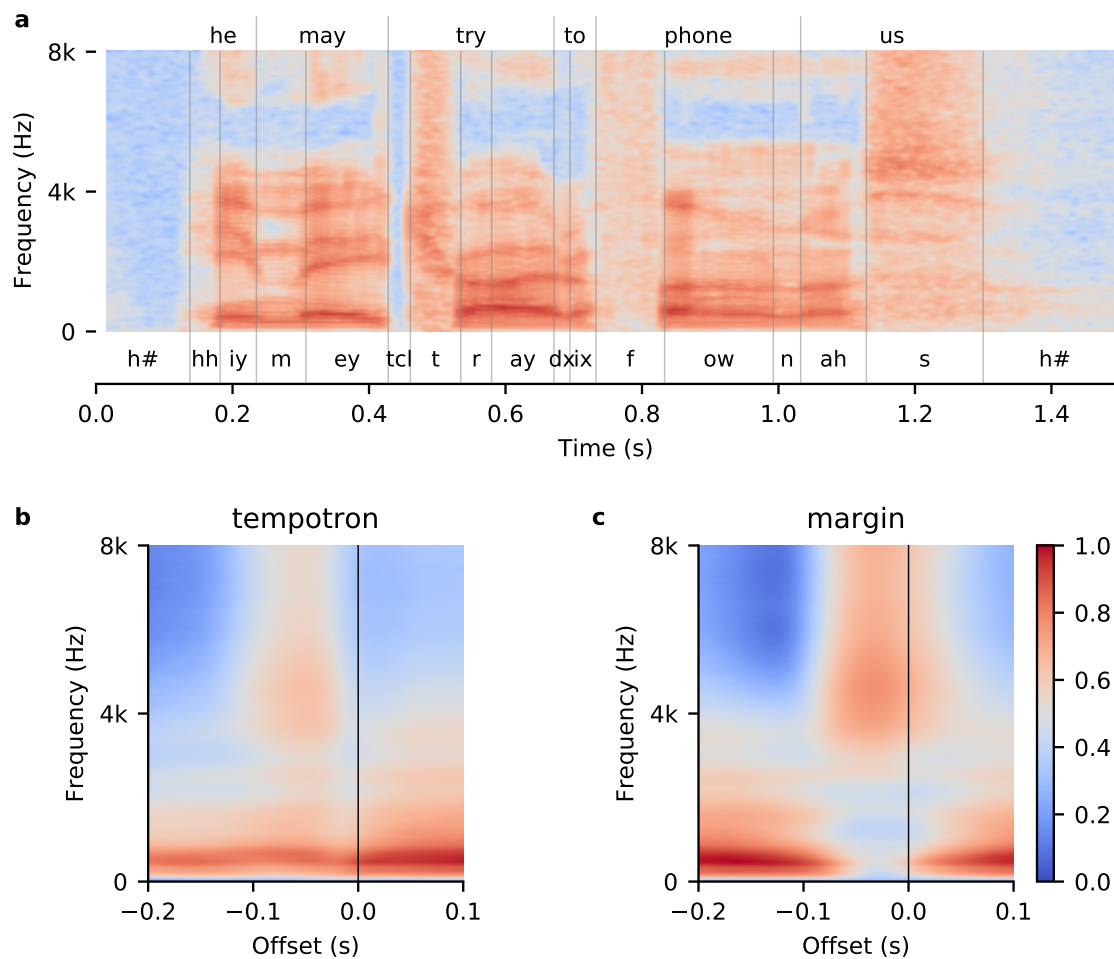 a
he may try to phone us
8k
4k
0
Frequency (Hz)
h# hh iy m ey tcl t r ay dx ix f ow n ah s h#
0.0 0.2 0.4 0.6 0.8 1.0 1.2 1.4
Time (s)
b
tempotron
8k
4k
0
Frequency (Hz)
−0.2 −0.1 0.0 0.1
Offset (s)
c
margin
8k
4k
0
Frequency (Hz)
−0.2 −0.1 0.0 0.1
Offset (s)
1.0
0.8
0.6
0.4
0.2
0.0